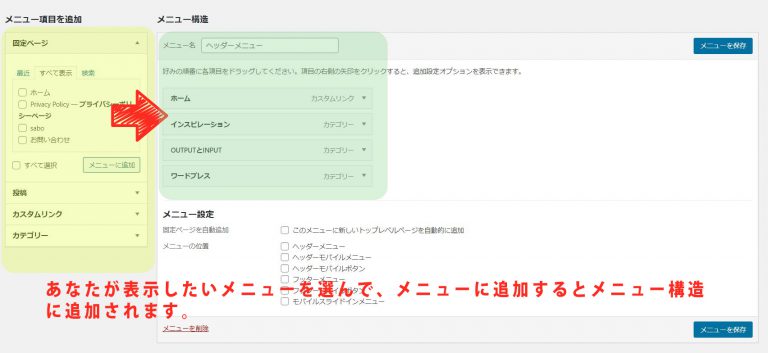 メニュー項目を追加
メニュー構造
固定ページ
最近 すべて表示 検索
ホーム
Privacy Policy — プライバシーポリ
シーページ
sabo
お問い合わせ
すべて選択 メニューに追加
投稿
カスタムリンク
カテゴリー
メニュー名 ヘッダーメニュー メニューを保存
好みの順番に各項目をドラッグしてください。項目の右側の矢印をクリックすると、追加設定オプションを表示できます。
ホーム カスタムリンク
インスピレーション カテゴリー
OUTPUTとINPUT カテゴリー
ワードプレス カテゴリー
メニュー設定
固定ページを自動追加 このメニューに新しいトップレベルページを自動的に追加
メニューの位置 ヘッダーメニュー
ヘッダーモバイルメニュー
ヘッダーモバイルボタン
フッターメニュー
モバイルスライドインメニュー
あなたが表示したいメニューを選んで、メニューに追加するとメニュー構造
に追加されます。
メニューを削除 メニューを保存